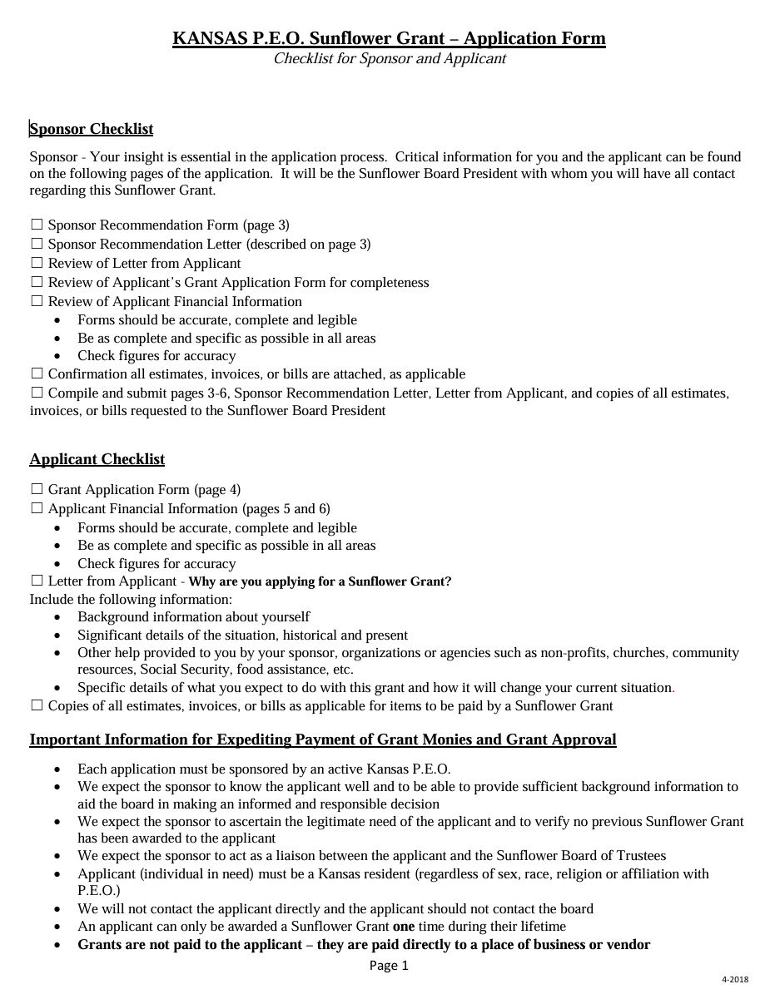 KANSAS P.E.O. Sunflower Grant – Application Form
Checklist for Sponsor and Applicant
Sponsor Checklist
Sponsor - Your insight is essential in the application process.  Critical information for you and the applicant can be found
on the following pages of the application.  It will be the Sunflower Board President with whom you will have all contact
regarding this Sunflower Grant.
☐ Sponsor Recommendation Form (page 3)
☐ Sponsor Recommendation Letter (described on page 3)
☐ Review of Letter from Applicant
☐ Review of Applicant’s Grant Application Form for completeness
☐ Review of Applicant Financial Information
• Forms should be accurate, complete and legible
• Be as complete and specific as possible in all areas
• Check figures for accuracy
☐ Confirmation all estimates, invoices, or bills are attached, as applicable
☐ Compile and submit pages 3-6, Sponsor Recommendation Letter, Letter from Applicant, and copies of all estimates,
invoices, or bills requested to the Sunflower Board President
Applicant Checklist
☐ Grant Application Form (page 4)
☐ Applicant Financial Information (pages 5 and 6)
• Forms should be accurate, complete and legible
• Be as complete and specific as possible in all areas
• Check figures for accuracy
☐ Letter from Applicant - Why are you applying for a Sunflower Grant?
Include the following information:
• Background information about yourself
• Significant details of the situation, historical and present
• Other help provided to you by your sponsor, organizations or agencies such as non-profits, churches, community
resources, Social Security, food assistance, etc.
• Specific details of what you expect to do with this grant and how it will change your current situation.
☐ Copies of all estimates, invoices, or bills as applicable for items to be paid by a Sunflower Grant
Important Information for Expediting Payment of Grant Monies and Grant Approval
• Each application must be sponsored by an active Kansas P.E.O.
• We expect the sponsor to know the applicant well and to be able to provide sufficient background information to
aid the board in making an informed and responsible decision
• We expect the sponsor to ascertain the legitimate need of the applicant and to verify no previous Sunflower Grant
has been awarded to the applicant
• We expect the sponsor to act as a liaison between the applicant and the Sunflower Board of Trustees
• Applicant (individual in need) must be a Kansas resident (regardless of sex, race, religion or affiliation with
P.E.O.)
• We will not contact the applicant directly and the applicant should not contact the board
• An applicant can only be awarded a Sunflower Grant one time during their lifetime
• Grants are not paid to the applicant – they are paid directly to a place of business or vendor
Page 1
4-2018